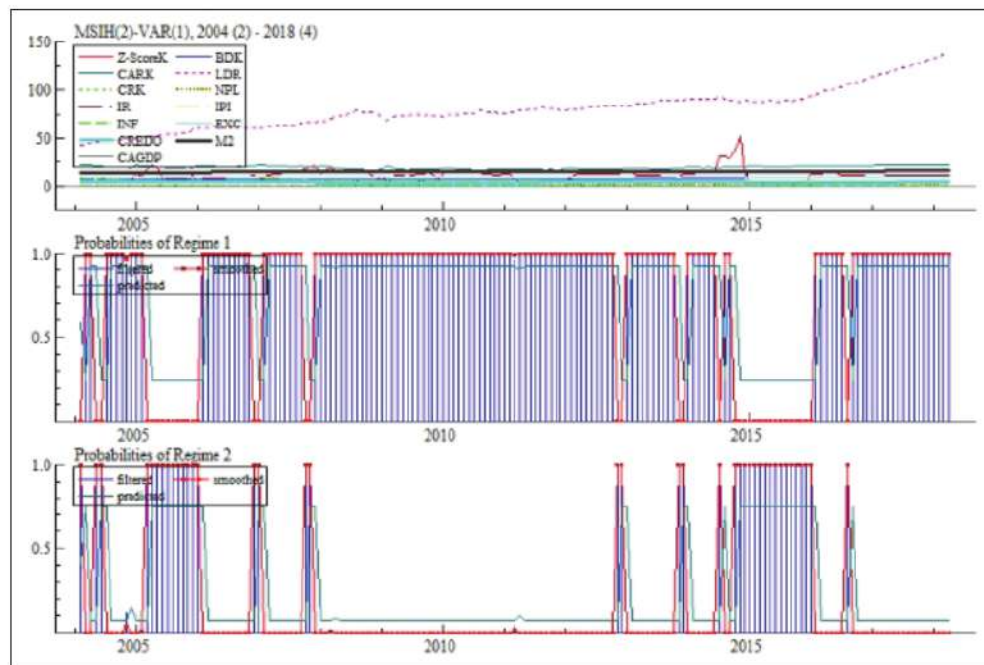 MSIH(2)-VAR(1), 2004 (2) - 2018 (4)
150
Z-ScoreK BDK
CARK LDR
100
CRK NPL
IR IPI
50
INF EXC
CREDO M2
CAGDP
0
2005 2010 2015
Probabilities of Regime 1
1.0
filtered smoothed
predicted
0.5
2005 2010 2015
Probabilities of Regime 2
1.0
filtered smoothed
predicted
0.5
2005 2010 2015